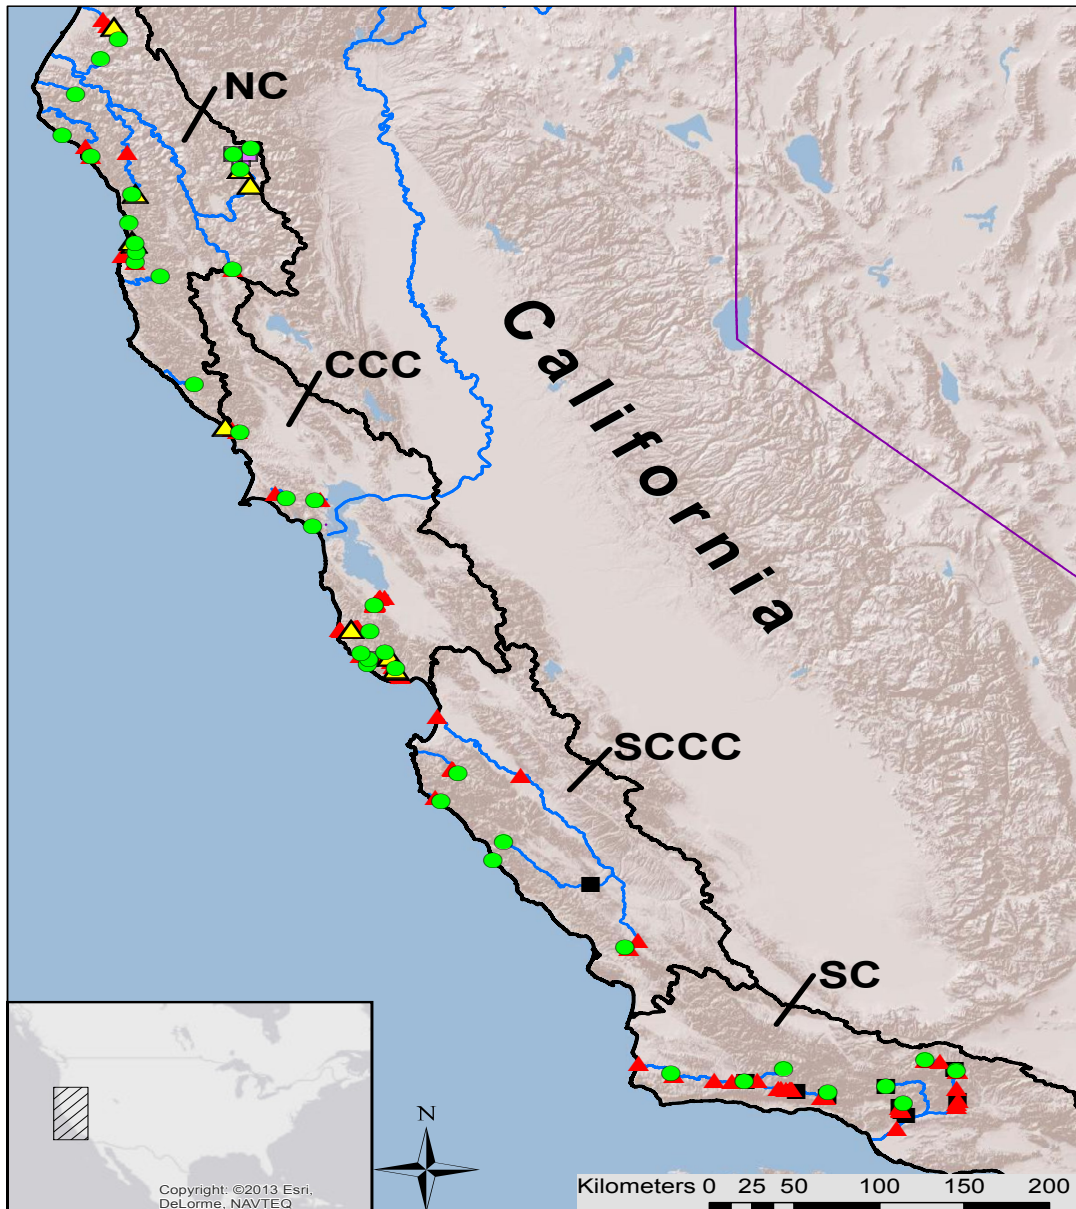 NC
CCC
California
SCCC
SC
N
Copyright: ©2013 Esri,
DeLorme, NAVTEQ
Kilometers 0 25 50 100 150 200